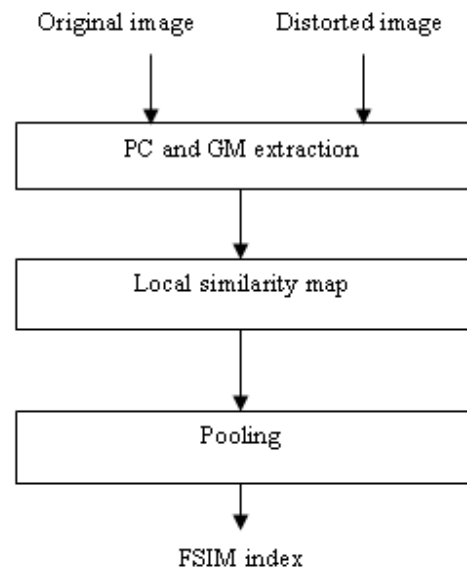 Original image
Distorted image
PC and GM extraction
Local similarity map
Pooling
FSIM index